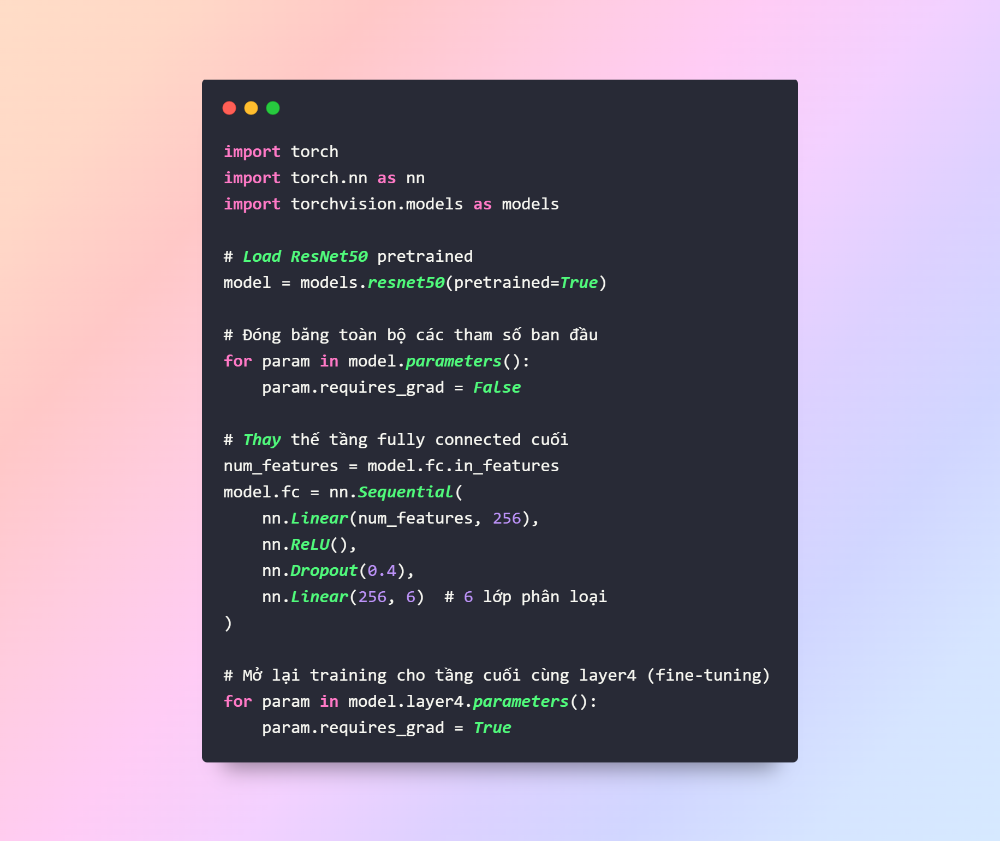 import torch
import torch.nn as nn
import torchvision.models as models
# Load ResNet50 pretrained
model = models.resnet50(pretrained=True)
# Đóng băng toàn bộ các tham số ban đầu
for param in model.parameters():
    param.requires_grad = False
# Thay thế tầng fully connected cuối
num_features = model.fc.in_features
model.fc = nn.Sequential(
    nn.Linear(num_features, 256),
    nn.ReLU(),
    nn.Dropout(0.4),
    nn.Linear(256, 6)  # 6 lớp phân loại
)
# Mở lại training cho tầng cuối cùng layer4 (fine-tuning)
for param in model.layer4.parameters():
    param.requires_grad = True